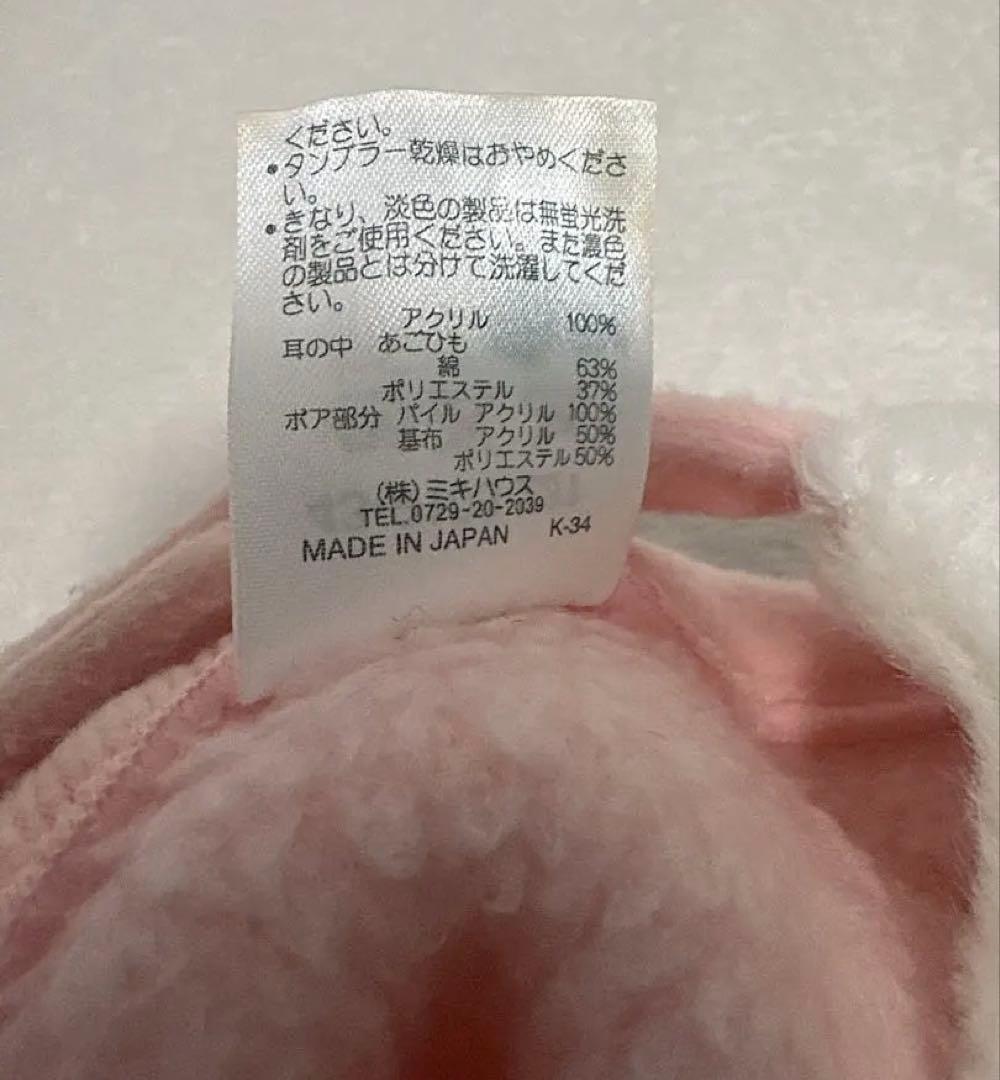 ください。
•タンブラー乾燥はおやめくださ
い。
•きなり、淡色の製品は無蛍光洗
剤をご使用ください。また濃色
の製品とは分けて洗濯してくだ
さい。
アクリル 100%
耳の中 あごひも
綿 63%
ポリエステル 37%
ボア部分 パイル アクリル 100%
基布 アクリル 50%
ポリエステル 50%
(株)ミキハウス
TEL.0729-20-2039
MADE IN JAPAN K-34